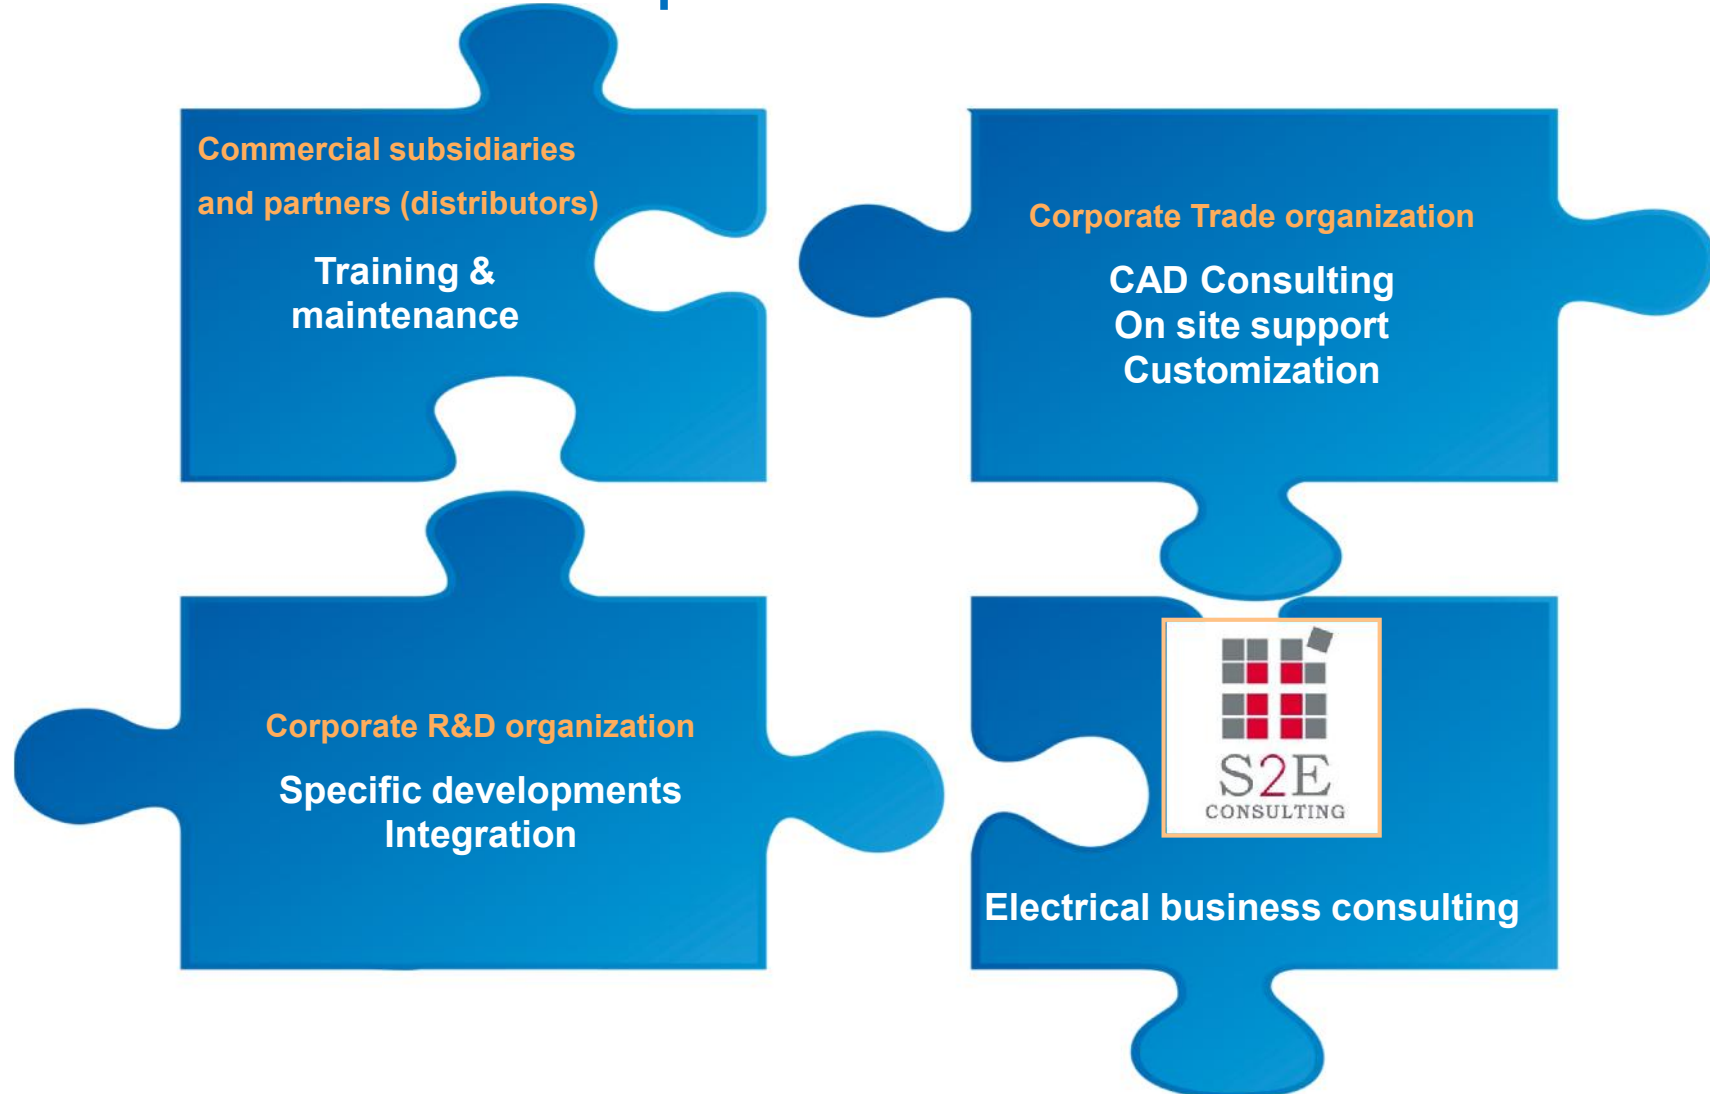 Commercial subsidiaries
and partners (distributors)
Training &
maintenance
Corporate Trade organization
CAD Consulting
On site support
Customization
Corporate R&D organization
Specific developments
Integration
S2E
CONSULTING
Electrical business consulting